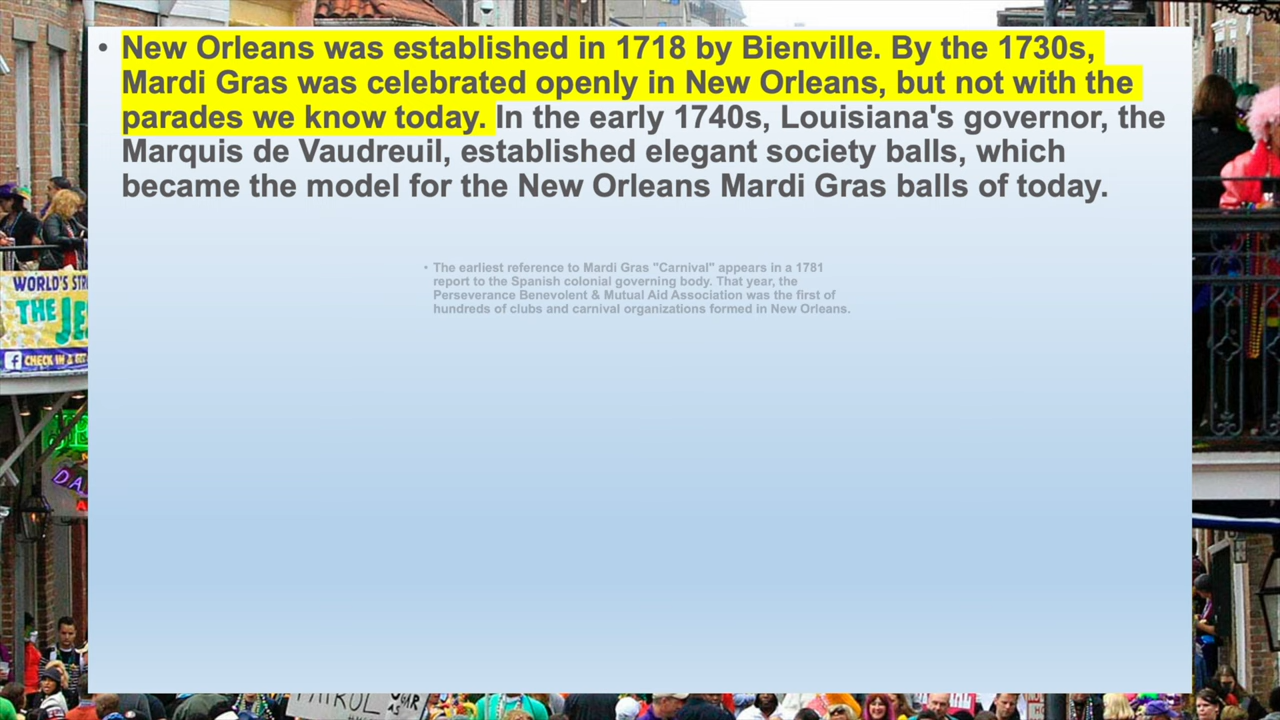 • New Orleans was established in 1718 by Bienville. By the 1730s,
Mardi Gras was celebrated openly in New Orleans, but not with the
parades we know today. In the early 1740s, Louisiana's governor, the
Marquis de Vaudreuil, established elegant society balls, which
became the model for the New Orleans Mardi Gras balls of today.
• The earliest reference to Mardi Gras "Carnival" appears in a 1781
report to the Spanish colonial governing body. That year, the
Perseverance Benevolent & Mutual Aid Association was the first of
hundreds of clubs and carnival organizations formed in New Orleans.
WORLD'S
THE
CHECK IN &
PATROL